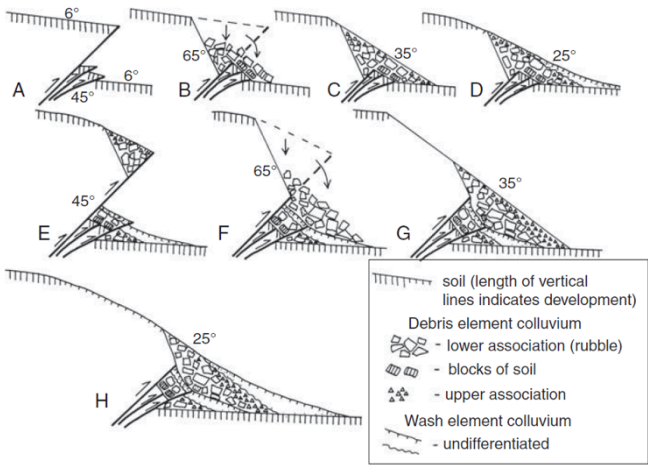 6°
6°
45°
A
65°
B
35°
C
25°
D
45°
E
65°
F
35°
G
25°
H
soil (length of vertical
lines indicates development)
Debris element colluvium
- lower association (rubble)
- blocks of soil
- upper association
Wash element colluvium
- undifferentiated